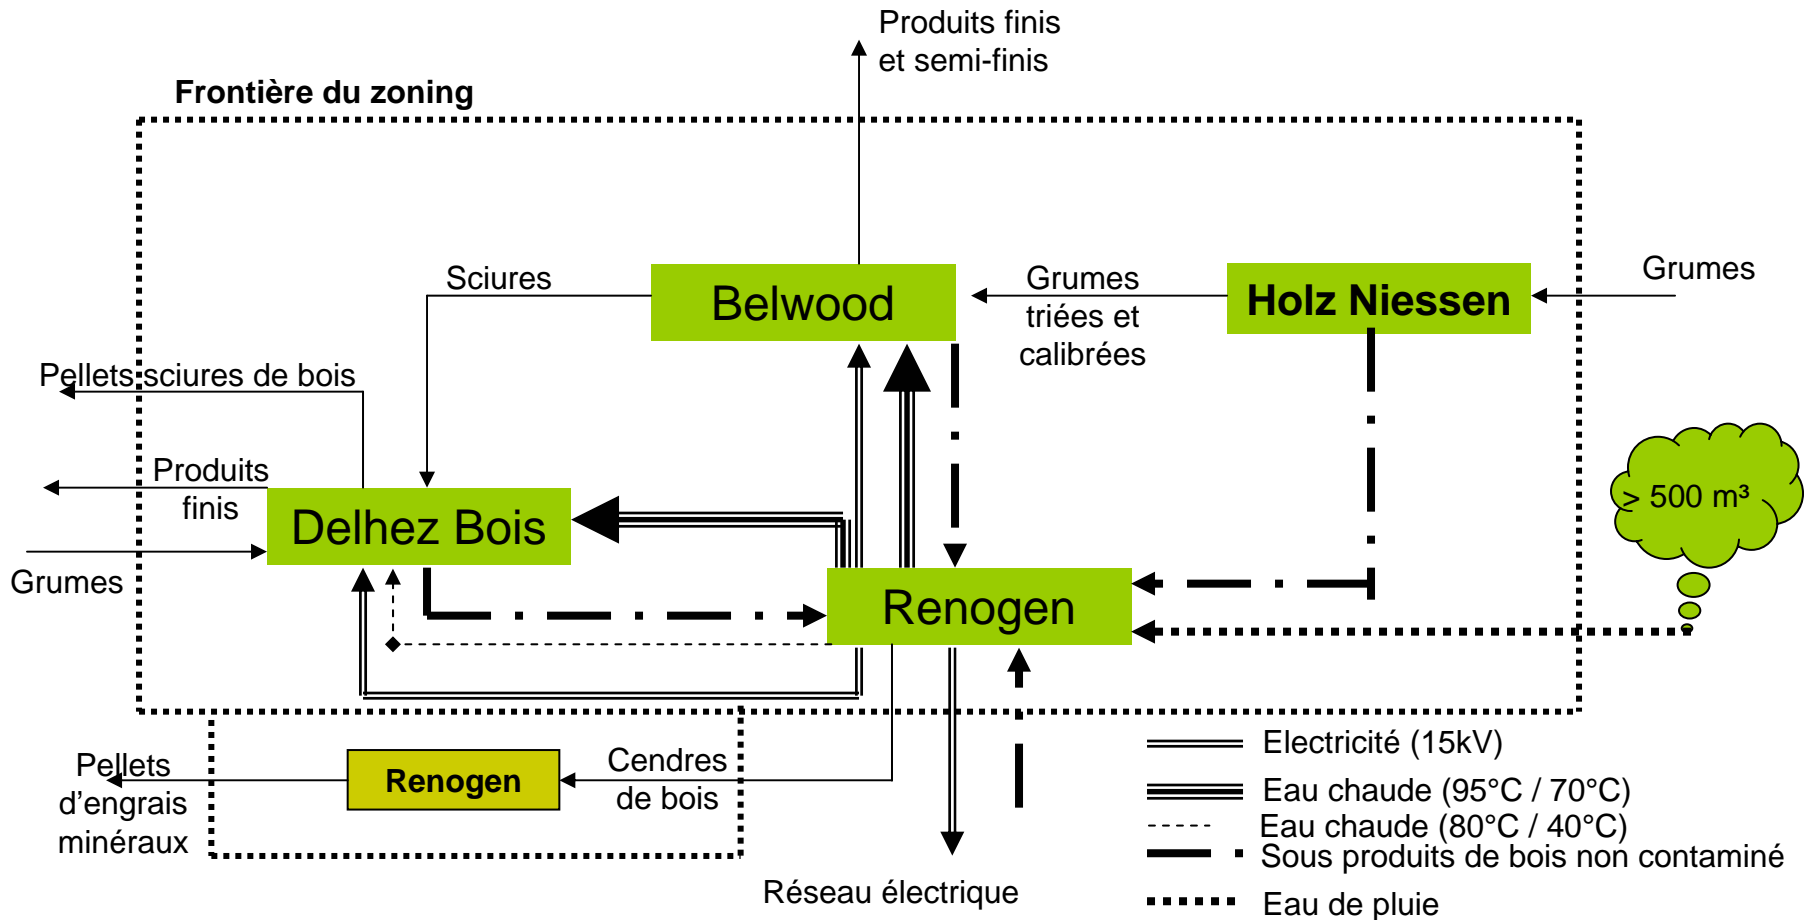 Produits finis
et semi-finis
Frontière du zoning
Sciures
Belwood
Grumes
triées et
calibrées
Holz Niessen
Grumes
Pellets sciures de bois
Produits
finis
Delhez Bois
Grumes
≥ 500 m³
Renogen
Pellets
d'engrais
minéraux
Renogen
Cendres
de bois
Réseau électrique
Electricité (15kV)
Eau chaude (95°C / 70°C)
Eau chaude (80°C / 40°C)
Sous produits de bois non contaminé
Eau de pluie